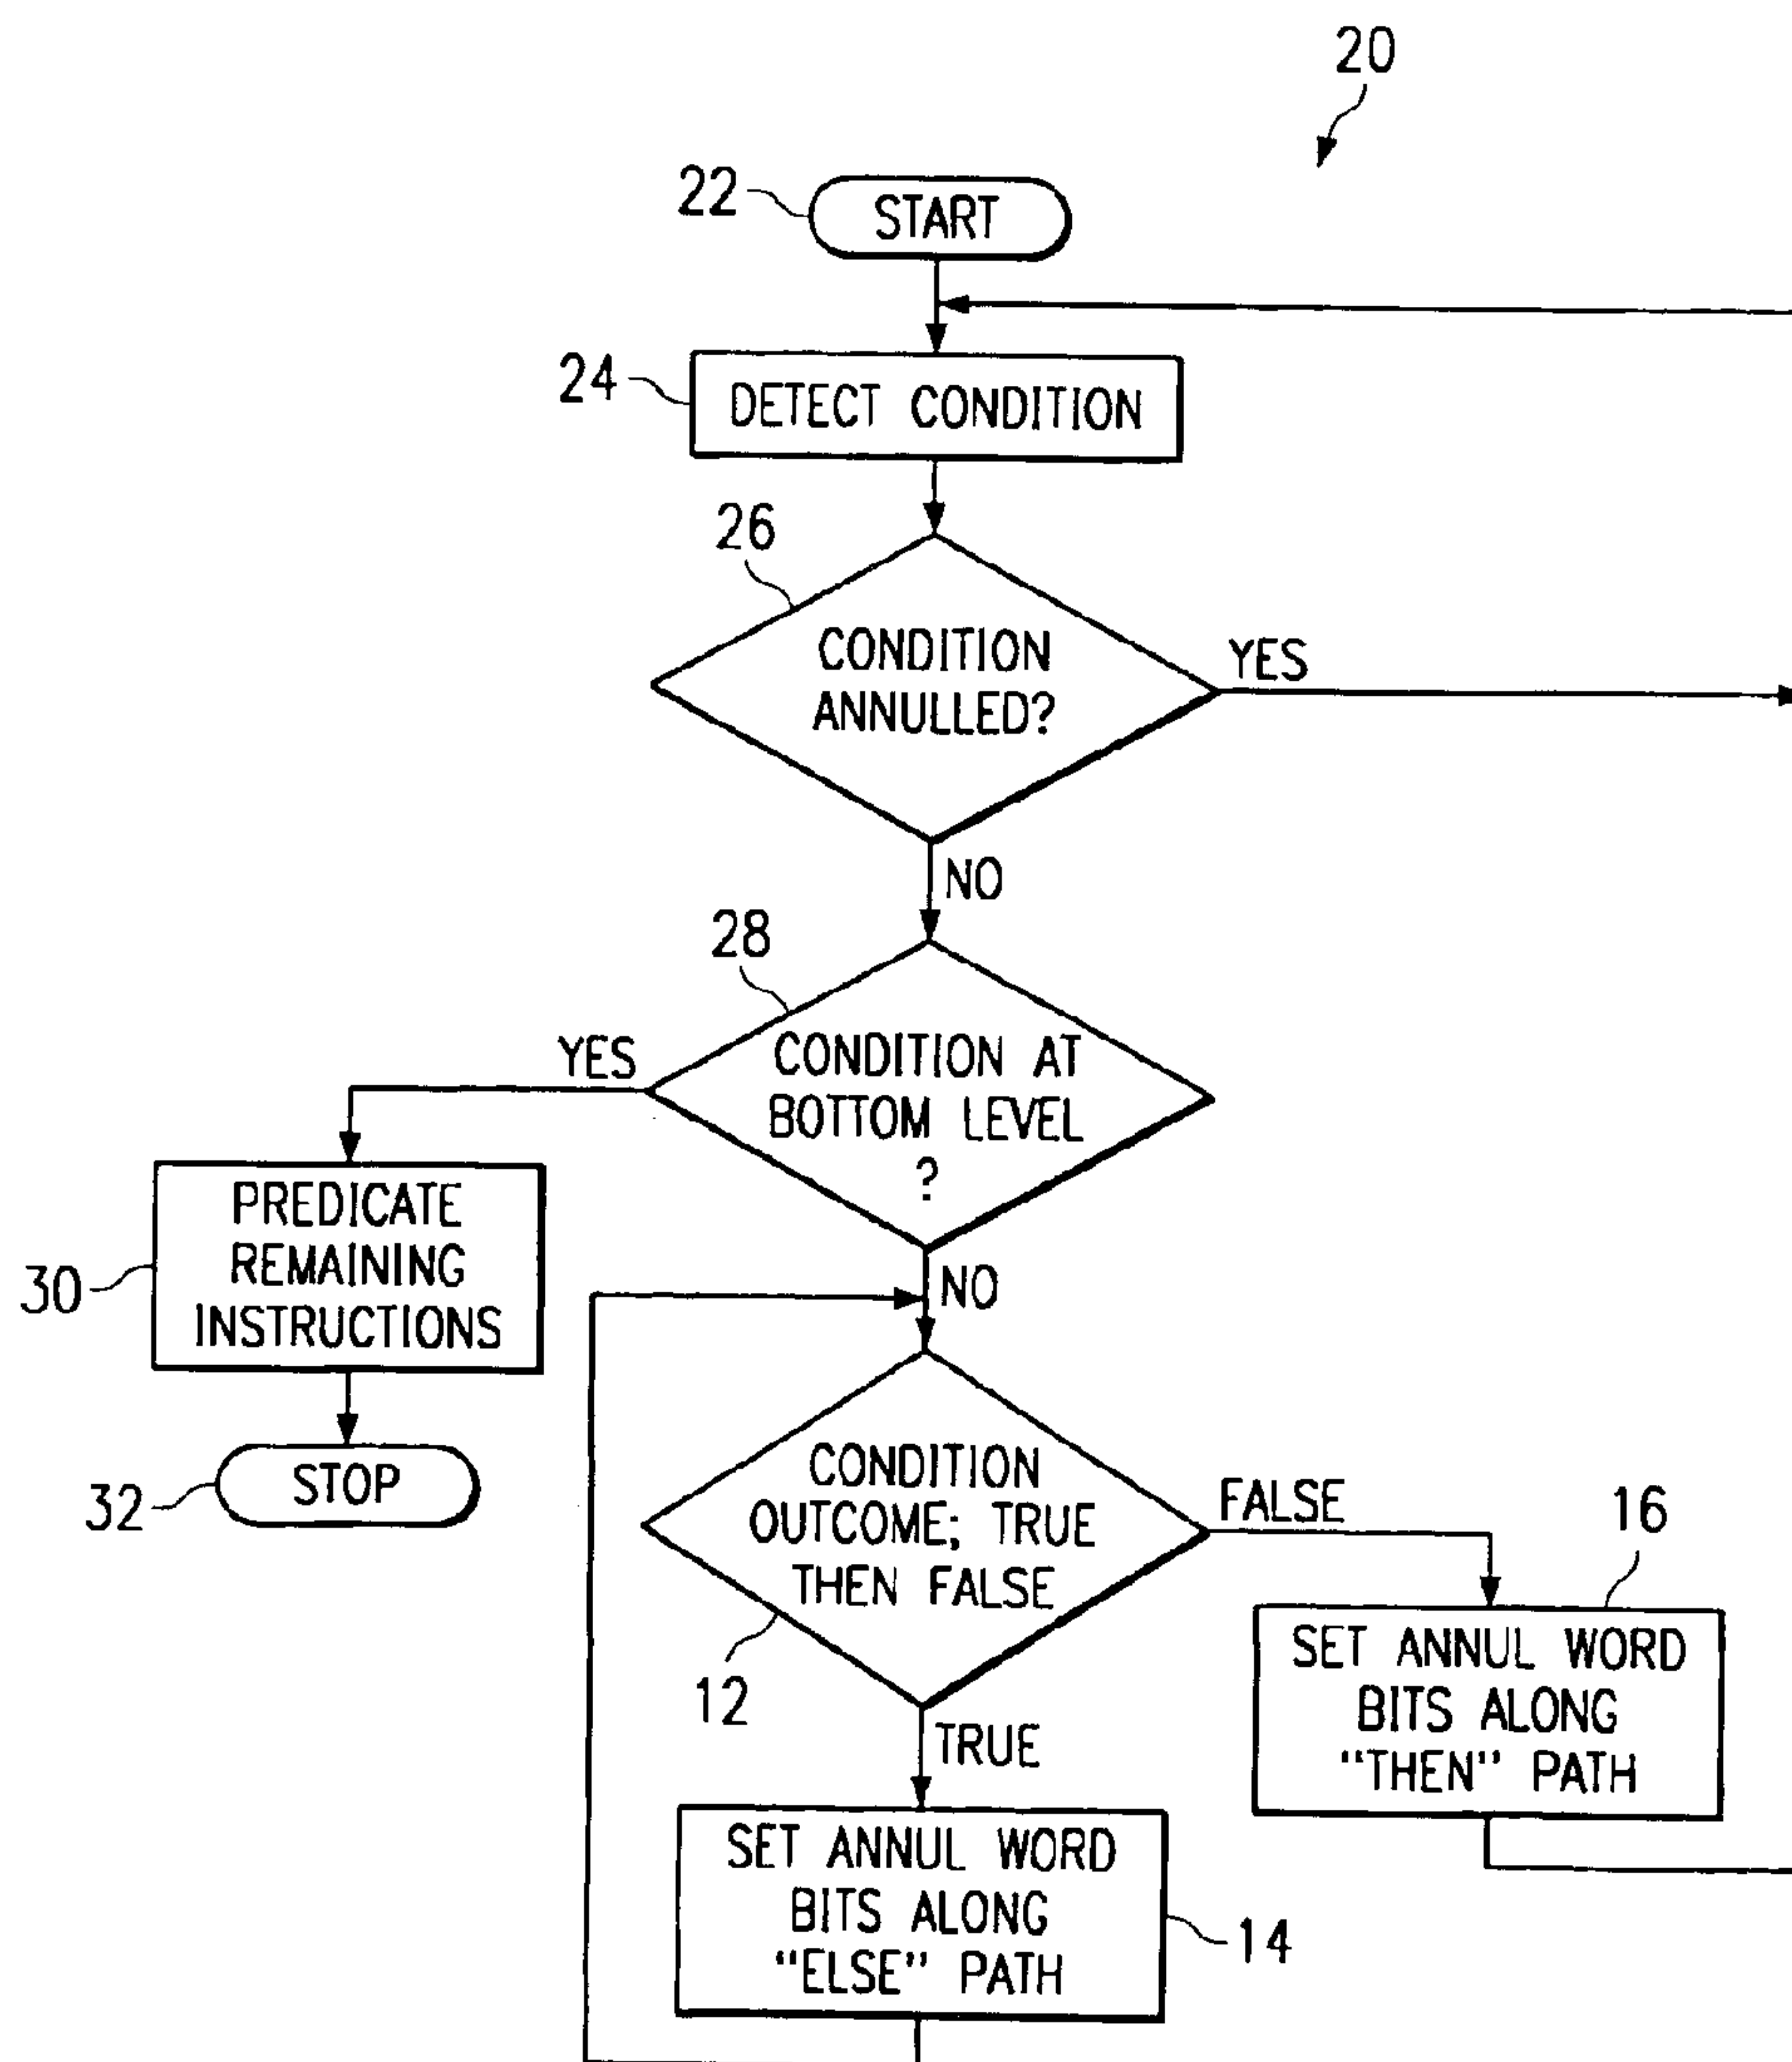 20
22
START
24
DETECT CONDITION
26
CONDITION
ANNULLED?
YES
NO
28
YES
CONDITION AT
BOTTOM LEVEL
?
NO
PREDICATE
REMAINING
INSTRUCTIONS
30
STOP
32
CONDITION
OUTCOME; TRUE
THEN FALSE
FALSE
16
12
TRUE
SET ANNUL WORD
BITS ALONG
"THEN" PATH
SET ANNUL WORD
BITS ALONG
"ELSE" PATH
14